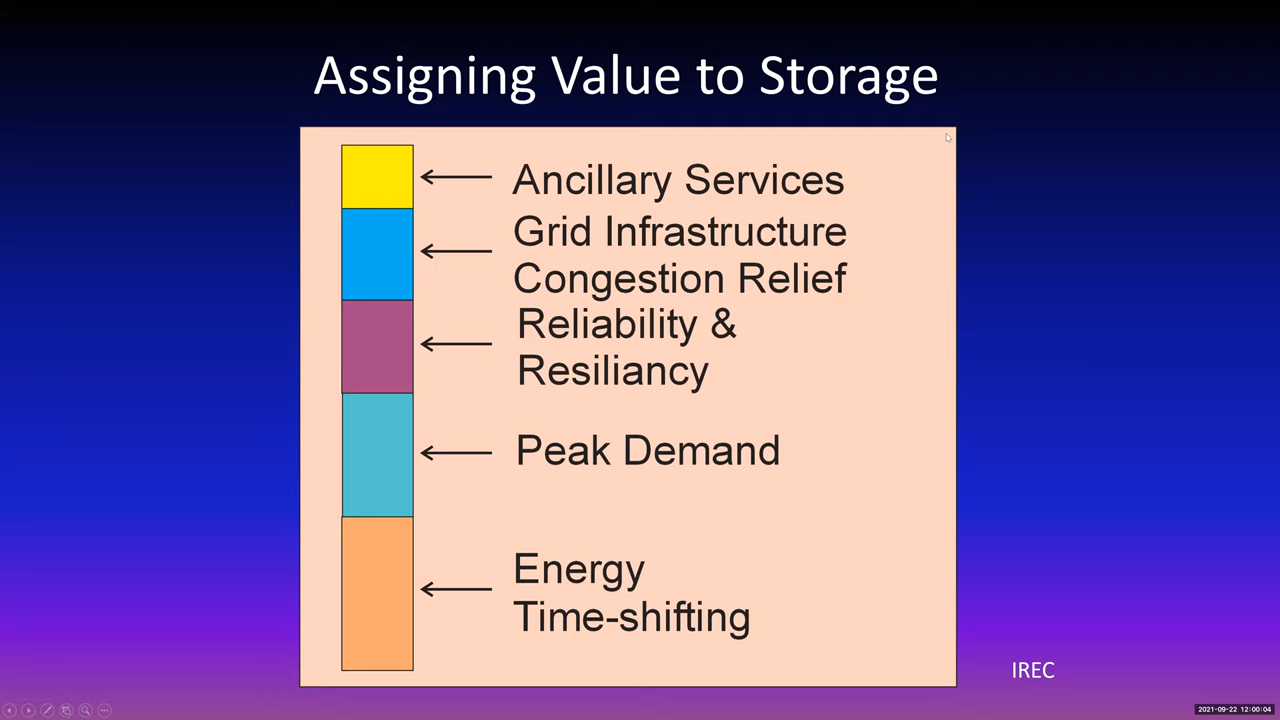 Assigning Value to Storage
Ancillary Services
Grid Infrastructure
Congestion Relief
Reliability &
Resiliancy
Peak Demand
Energy
Time-shifting
IREC
2021-09-22 12:00:04